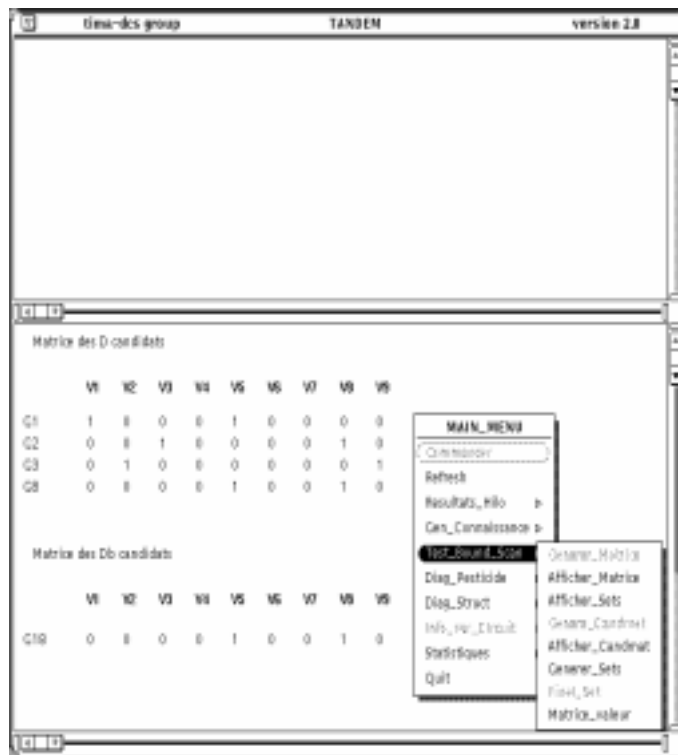 tima-dcs group TANDEM version 2.0
Matrice des D candidats
V1 V2 V3 V4 V5 V6 V7 V8 V9
G1 1 0 0 0 1 0 0 0 0
G2 0 0 1 0 0 0 0 1 0
G3 0 1 0 0 0 0 0 0 1
G8 0 0 0 0 1 0 0 1 0
Matrice des Db candidats
V1 V2 V3 V4 V5 V6 V7 V8 V9
G18 0 0 0 0 1 0 0 1 0
MAIN_MENU
Commancer
Refresh
Resultats_Hilo
Gen_Connaissance
Test_Bound_Scan
Diag_Pesticide
Diag_Struct
Info_sur_Circuit
Statistiques
Quit
Generer_Matrice
Afficher_Matrice
Afficher_Sets
Afficher_Candmat
Generer_Sets
Final_Set
Matrice_valeur